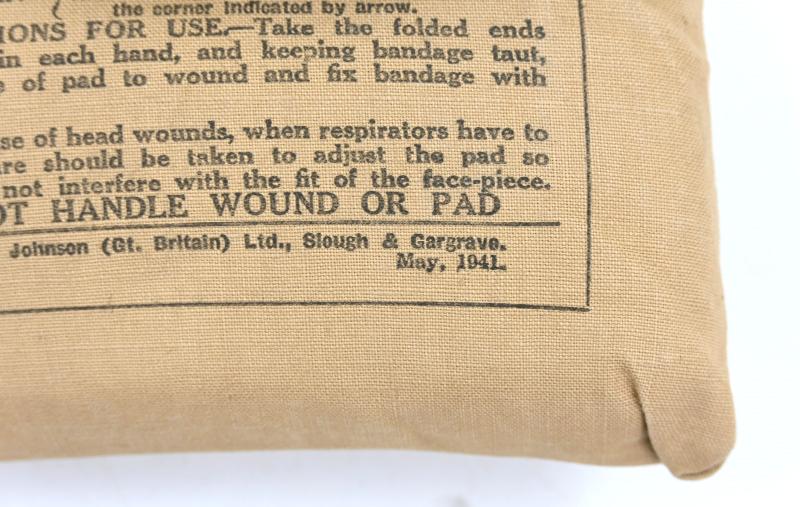 the corner indicated by arrow.
IONS FOR USE.—Take the folded ends
in each hand, and keeping bandage taut,
of pad to wound and fix bandage with
se of head wounds, when respirators have to
re should be taken to adjust the pad so
not interfere with the fit of the face-piece.
OT HANDLE WOUND OR PAD
Johnson (Gt. Britain) Ltd., Slough & Gargrave.
May, 1941.